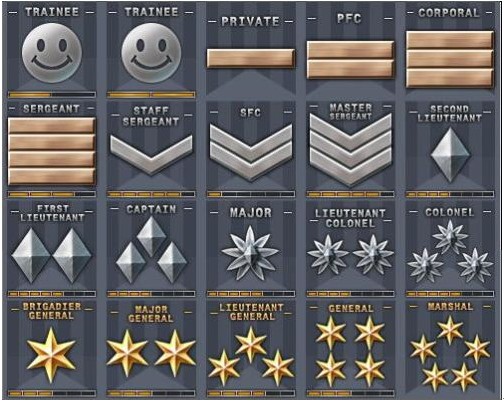 TRAINEE
TRAINEE
PRIVATE
PFC
CORPORAL
SERGEANT
STAFF
SERGEANT
SFC
MASTER
SERGEANT
SECOND
LIEUTENANT
FIRST
LIEUTENANT
CAPTAIN
MAJOR
LIEUTENANT
COLONEL
COLONEL
BRIGADIER
GENERAL
MAJOR
GENERAL
LIEUTENANT
GENERAL
GENERAL
MARSHAL